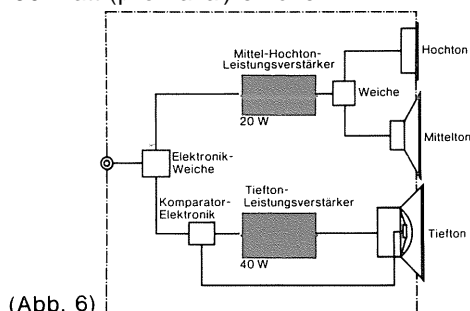 Mittel-Hochton-
Leistungsverstärker
Hochton
Weiche
20 W
Mittelton
Elektronik-
Weiche
Komparator-
Elektronik
Tiefton-
Leistungsverstärker
Tiefton
40 W
(Abb. 6)